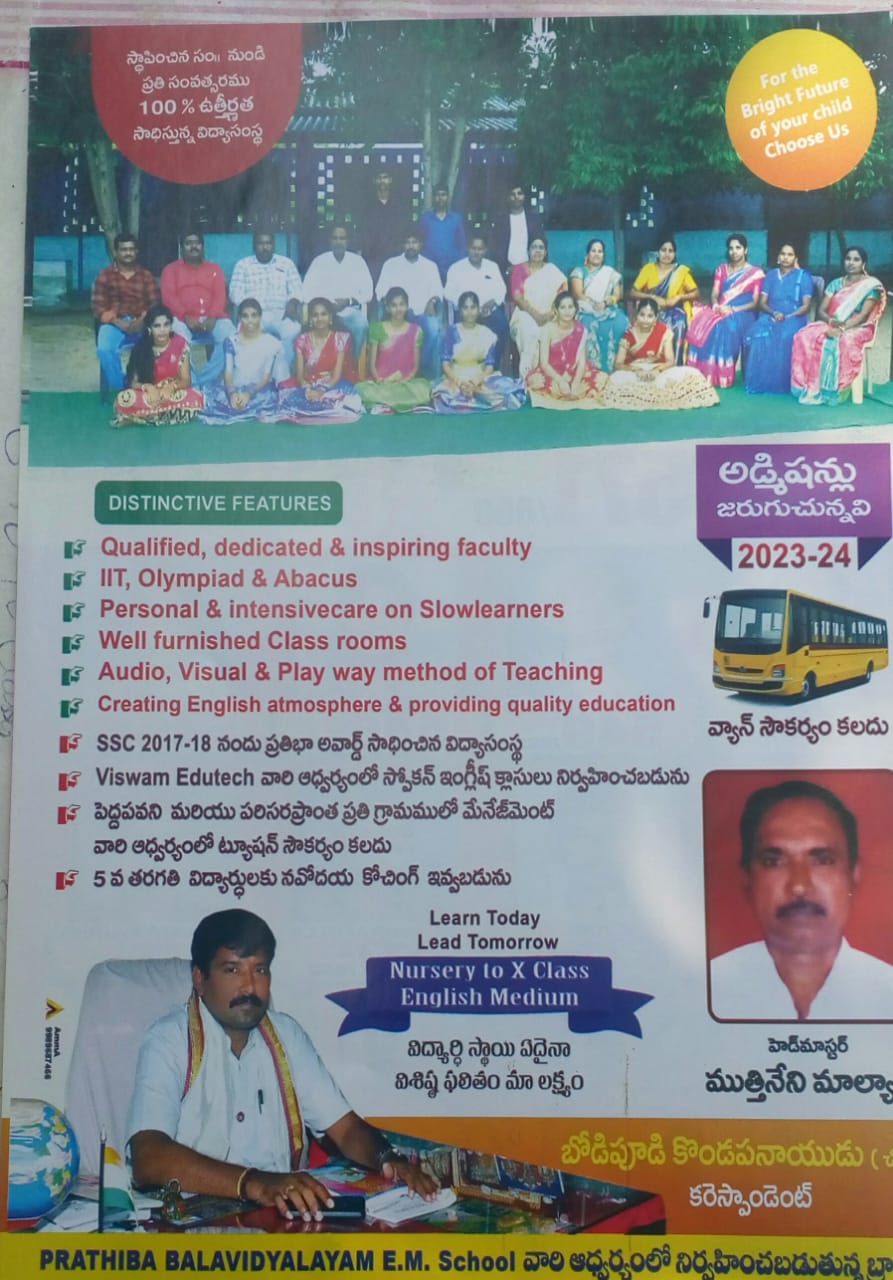 స్థాపించిన సం౹౹ నుండి
ప్రతి సంవత్సరము
100 % ఉత్తీర్ణత
సాధిస్తున్న విద్యాసంస్థ
For the
Bright Future
of your child
Choose Us
DISTINCTIVE FEATURES
Qualified, dedicated & inspiring faculty
IIT, Olympiad & Abacus
Personal & intensivecare on Slowlearners
Well furnished Class rooms
Audio, Visual & Play way method of Teaching
Creating English atmosphere & providing quality education
SSC 2017-18 నందు ప్రతిభా అవార్డ్ సాధించిన విద్యాసంస్థ
Viswam Edutech వారి ఆధ్వర్యంలో స్పోకన్ ఇంగ్లీష్ క్లాసులు నిర్వహించబడును
పెద్దపవని మరియు పరిసరప్రాంత ప్రతి గ్రామములో మేనేజ్‌మెంట్
వారి ఆధ్వర్యంలో ట్యూషన్ సౌకర్యం కలదు
5 వ తరగతి విద్యార్ధులకు నవోదయ కోచింగ్ ఇవ్వబడును
అడ్మిషన్లు
జరుగుచున్నవి
2023-24
వ్యాన్ సౌకర్యం కలదు
హెడ్‌మాస్టర్
ముత్తినేని
Learn Today
Lead Tomorrow
Nursery to X Class
English Medium
విద్యార్ధి స్థాయి ఏదైనా
విశిష్ఠ ఫలితం మా లక్ష్యం
AmmA
9989687466
బోడిపూడి కొండపనాయుడు
కరెస్పాండెంట్
PRATHIBA BALAVIDYALAYAM E.M. School వారి ఆధ్వర్యంలో నిర్వహించబడుతున్న